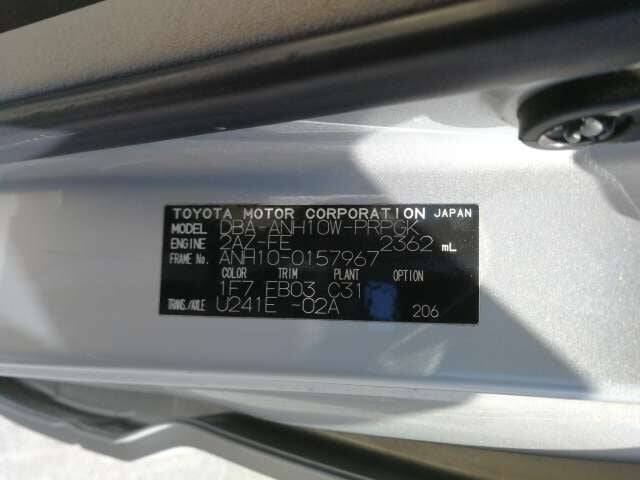 TOYOTA MOTOR CORPORATION JAPAN
MODEL DBA-ANH10W-PRPGK
ENGINE 2AZ-FE 2362 mL
FRAME No. ANH10-0157967
COLOR TRIM PLANT OPTION
1F7 FB03 C31
TRANS./AXLE U241E -02A 206